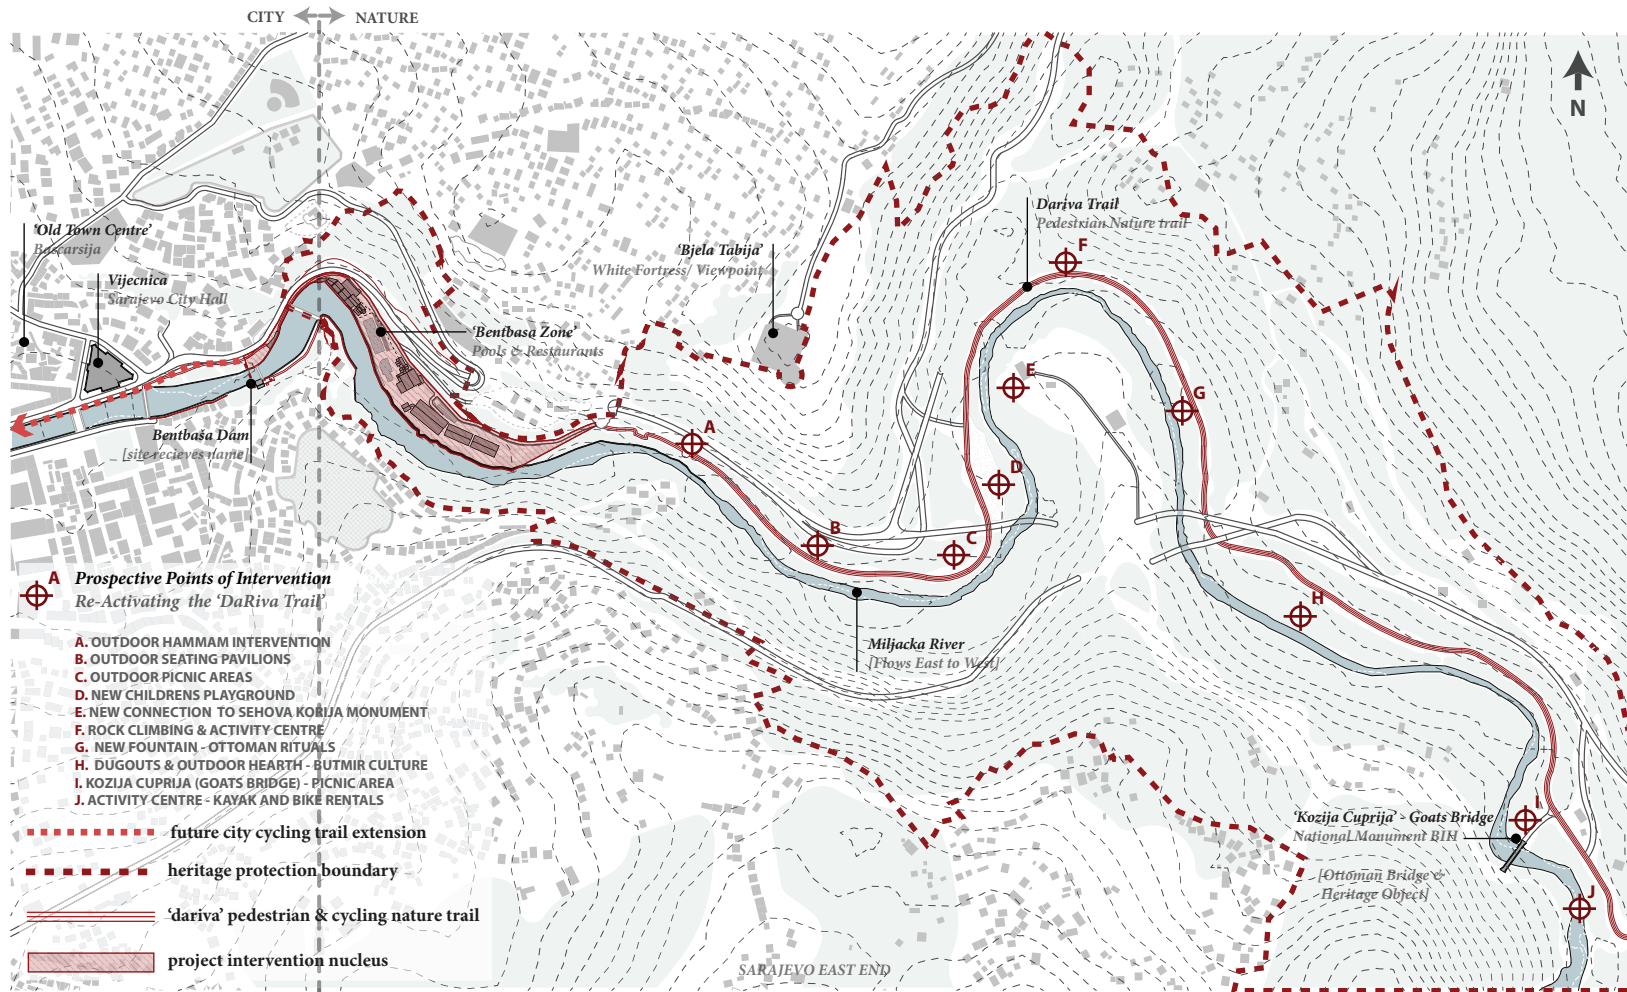 CITY NATURE
N
'Old Town Centre'
Bascarsija
Vijecnica
Sarajevo City Hall
Bentbaša Dam
[site recieves name]
'Bentbasa Zone'
Pools & Restaurants
'Bjela Tabija'
White Fortress/ Viewpoint
Dariva Trail
Pedestrian Nature trail
F
E
G
A
D
B
C
H
Miljacka River
[Flows East to West]
I
'Kozija Cuprija' - Goats Bridge
National Monument BIH
[Ottoman Bridge &
Heritage Object]
J
SARAJEVO EAST END
A Prospective Points of Intervention
Re-Activating the 'DaRiva Trail'
A. OUTDOOR HAMMAM INTERVENTION
B. OUTDOOR SEATING PAVILIONS
C. OUTDOOR PICNIC AREAS
D. NEW CHILDRENS PLAYGROUND
E. NEW CONNECTION TO SEHOVA KORIJA MONUMENT
F. ROCK CLIMBING & ACTIVITY CENTRE
G. NEW FOUNTAIN - OTTOMAN RITUALS
H. DUGOUTS & OUTDOOR HEARTH - BUTMIR CULTURE
I. KOZIJA CUPRIJA (GOATS BRIDGE) - PICNIC AREA
J. ACTIVITY CENTRE - KAYAK AND BIKE RENTALS
future city cycling trail extension
heritage protection boundary
'dariva' pedestrian & cycling nature trail
project intervention nucleus